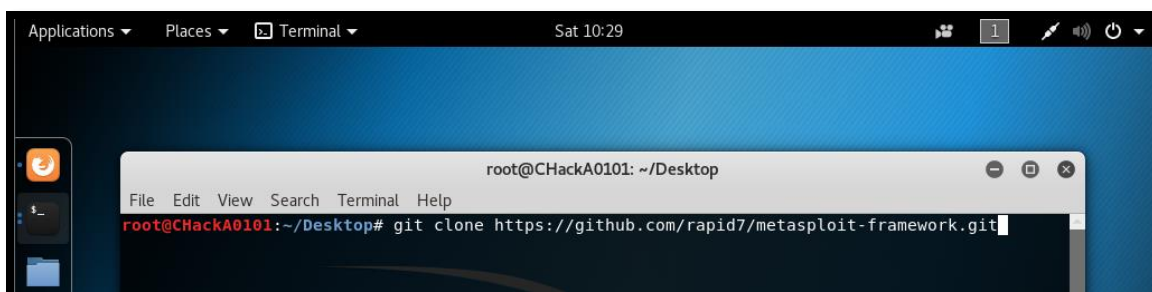 Applications Places Terminal Sat 10:29 1
root@CHackA0101: ~/Desktop
File Edit View Search Terminal Help
root@CHackA0101:~/Desktop# git clone https://github.com/rapid7/metasploit-framework.git